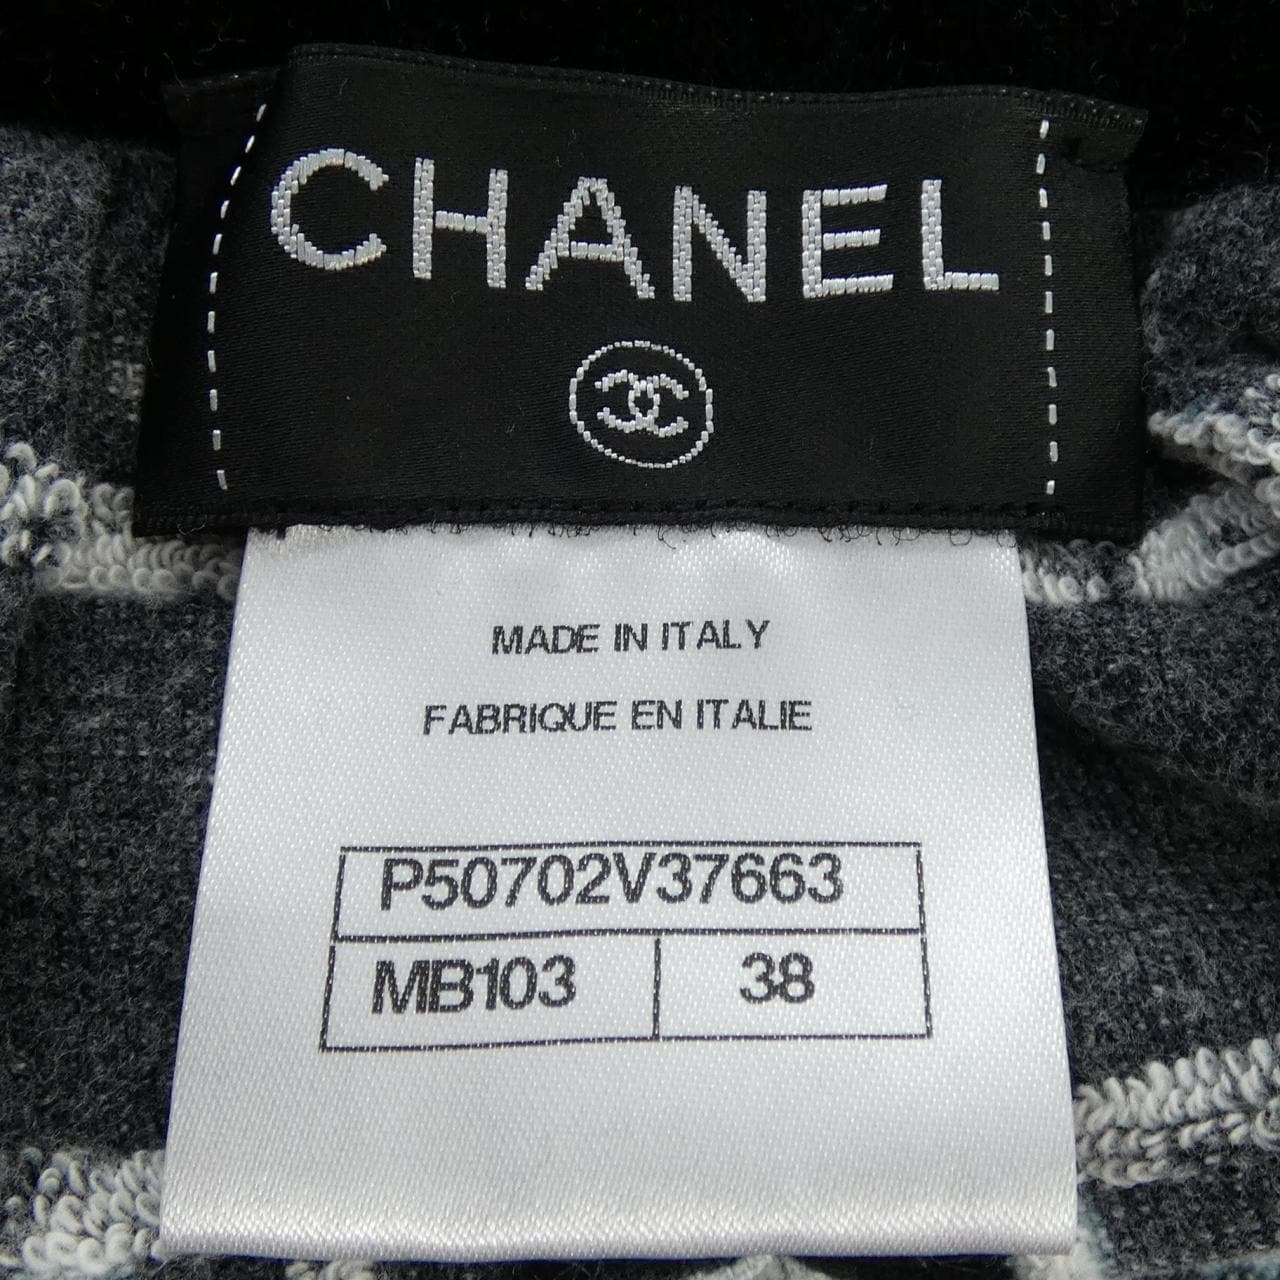 CHANEL
MADE IN ITALY
FABRIQUE EN ITALIE
P50702V37663
MB103 38